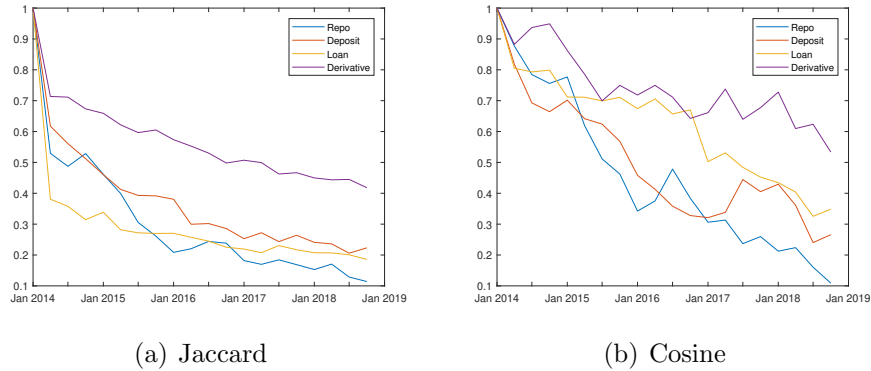 1
0.9
0.8
0.7
0.6
0.5
0.4
0.3
0.2
0.1
Jan 2014 Jan 2015 Jan 2016 Jan 2017 Jan 2018 Jan 2019
Repo
Deposit
Loan
Derivative
(a) Jaccard
1
0.9
0.8
0.7
0.6
0.5
0.4
0.3
0.2
0.1
Jan 2014 Jan 2015 Jan 2016 Jan 2017 Jan 2018 Jan 2019
Repo
Deposit
Loan
Derivative
(b) Cosine